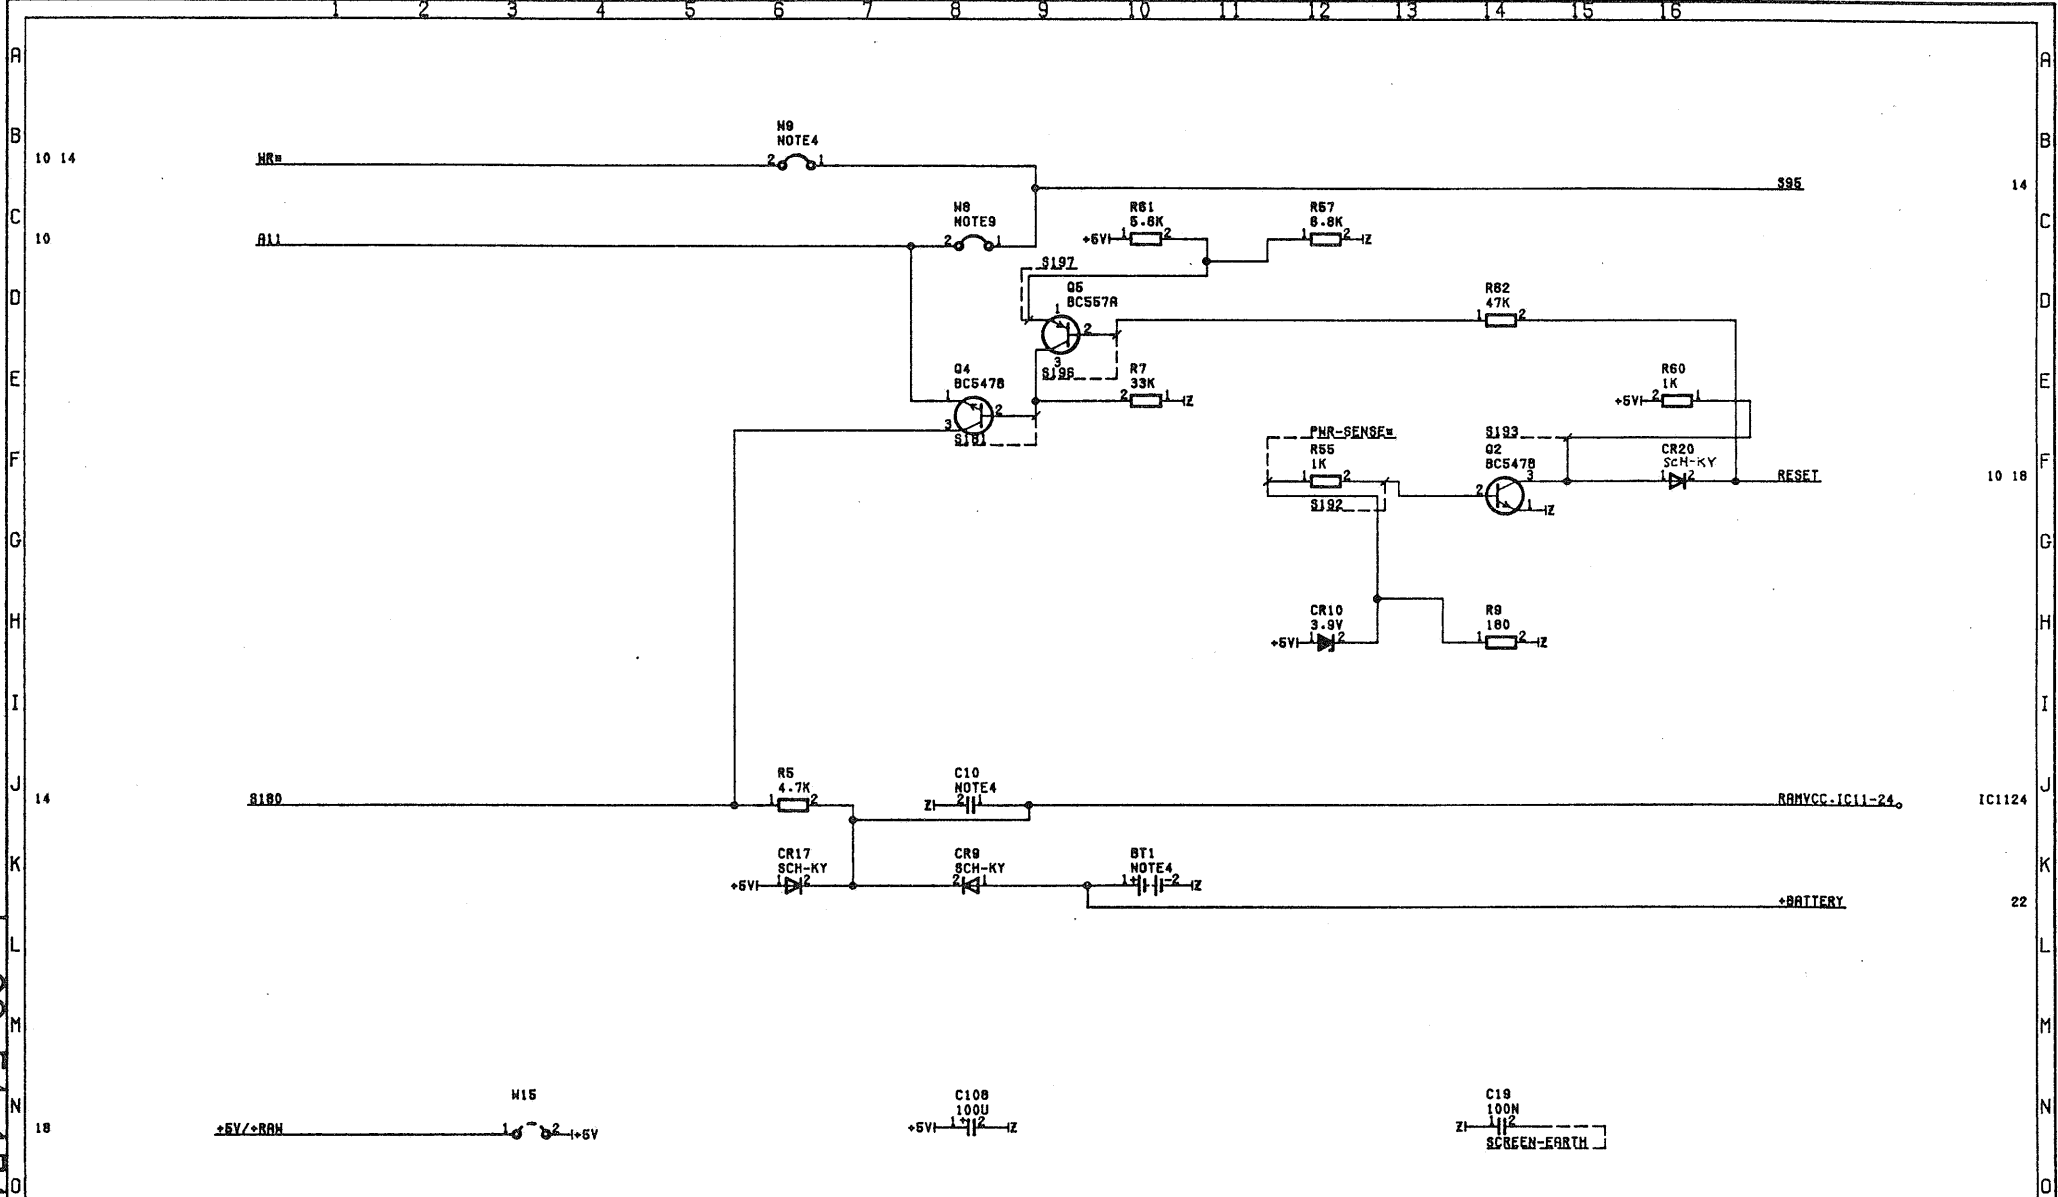 1 2 3 4 5 6 7 8 9 10 11 12 13 14 15 16
A A
B B
W9
NOTE4
10 14 WR¤ 2 1
S95 14
C C
W8
NOTE9
R61
5.6K
R57
6.8K
10 A11 2 1 +5V 1 2 1 2 Z
S197
D D
Q5
BC557A
1 2 3
S196
R62
47K
1 2
E E
Q4
BC547B
1 2 3
S181
R7
33K
2 1 Z
R60
1K
+5V 2 1
F F
PWR-SENSE¤
R55
1K
1 2
S192
S193
Q2
BC547B
2 3 1 Z
CR20
SCH-KY
1 2
RESET 10 18
G G
H H
CR10
3.9V
+5V 1 2
R9
180
1 2 Z
I I
J J
R5
4.7K
C10
NOTE4
14 S180 1 2 Z 2 1 RAMVCC.IC11-24 IC1124
K K
CR17
SCH-KY
CR9
SCH-KY
BT1
NOTE4
+5V 1 2 2 1 1 + - 2 Z
+BATTERY 22
L L
M M
N N
W15
C108
100U
C19
100N
18 +5V/+RAW 1 2 +5V +5V 1 + 2 Z Z 1 2
SCREEN-EARTH
O O